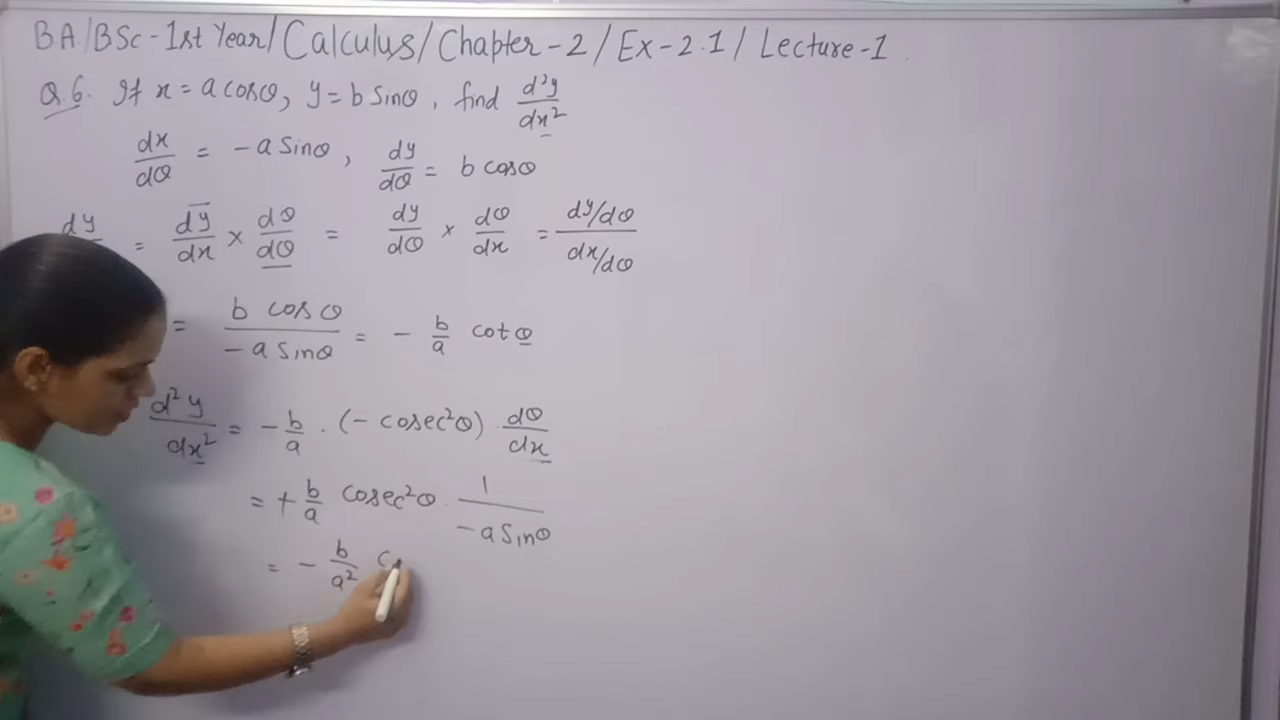 BA/BSc-1st Year/Calculus/Chapter-2/Ex-2.1/Lecture-1
Q.6. If x = a cosθ, y = b sinθ, find d²y/dx²
dx/dθ = -a Sinθ, dy/dθ = b cosθ
dy = dy/dx × dθ/dθ = dy/dθ × dθ/dx = dy/dθ / dx/dθ
= b cosθ / -a sinθ = - b/a cotθ
d²y/dx² = - b/a . (- cosec²θ) dθ/dx
= + b/a cosec²θ . 1/-a Sinθ
= - b/a² c